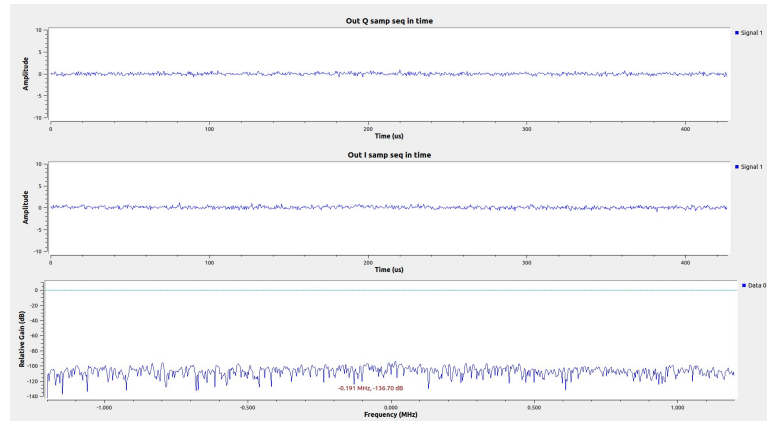 Out Q samp seq in time
Signal 1
Amplitude
10
5
0
-5
-10
0 100 200 300 400
Time (us)
Out I samp seq in time
Signal 1
Amplitude
10
5
0
-5
-10
0 100 200 300 400
Time (us)
Data 0
Relative Gain (dB)
0
-20
-40
-60
-80
-100
-120
-140
-0.191 MHz, -136.70 dB
-1.000 -0.500 0.000 0.500 1.000
Frequency (MHz)